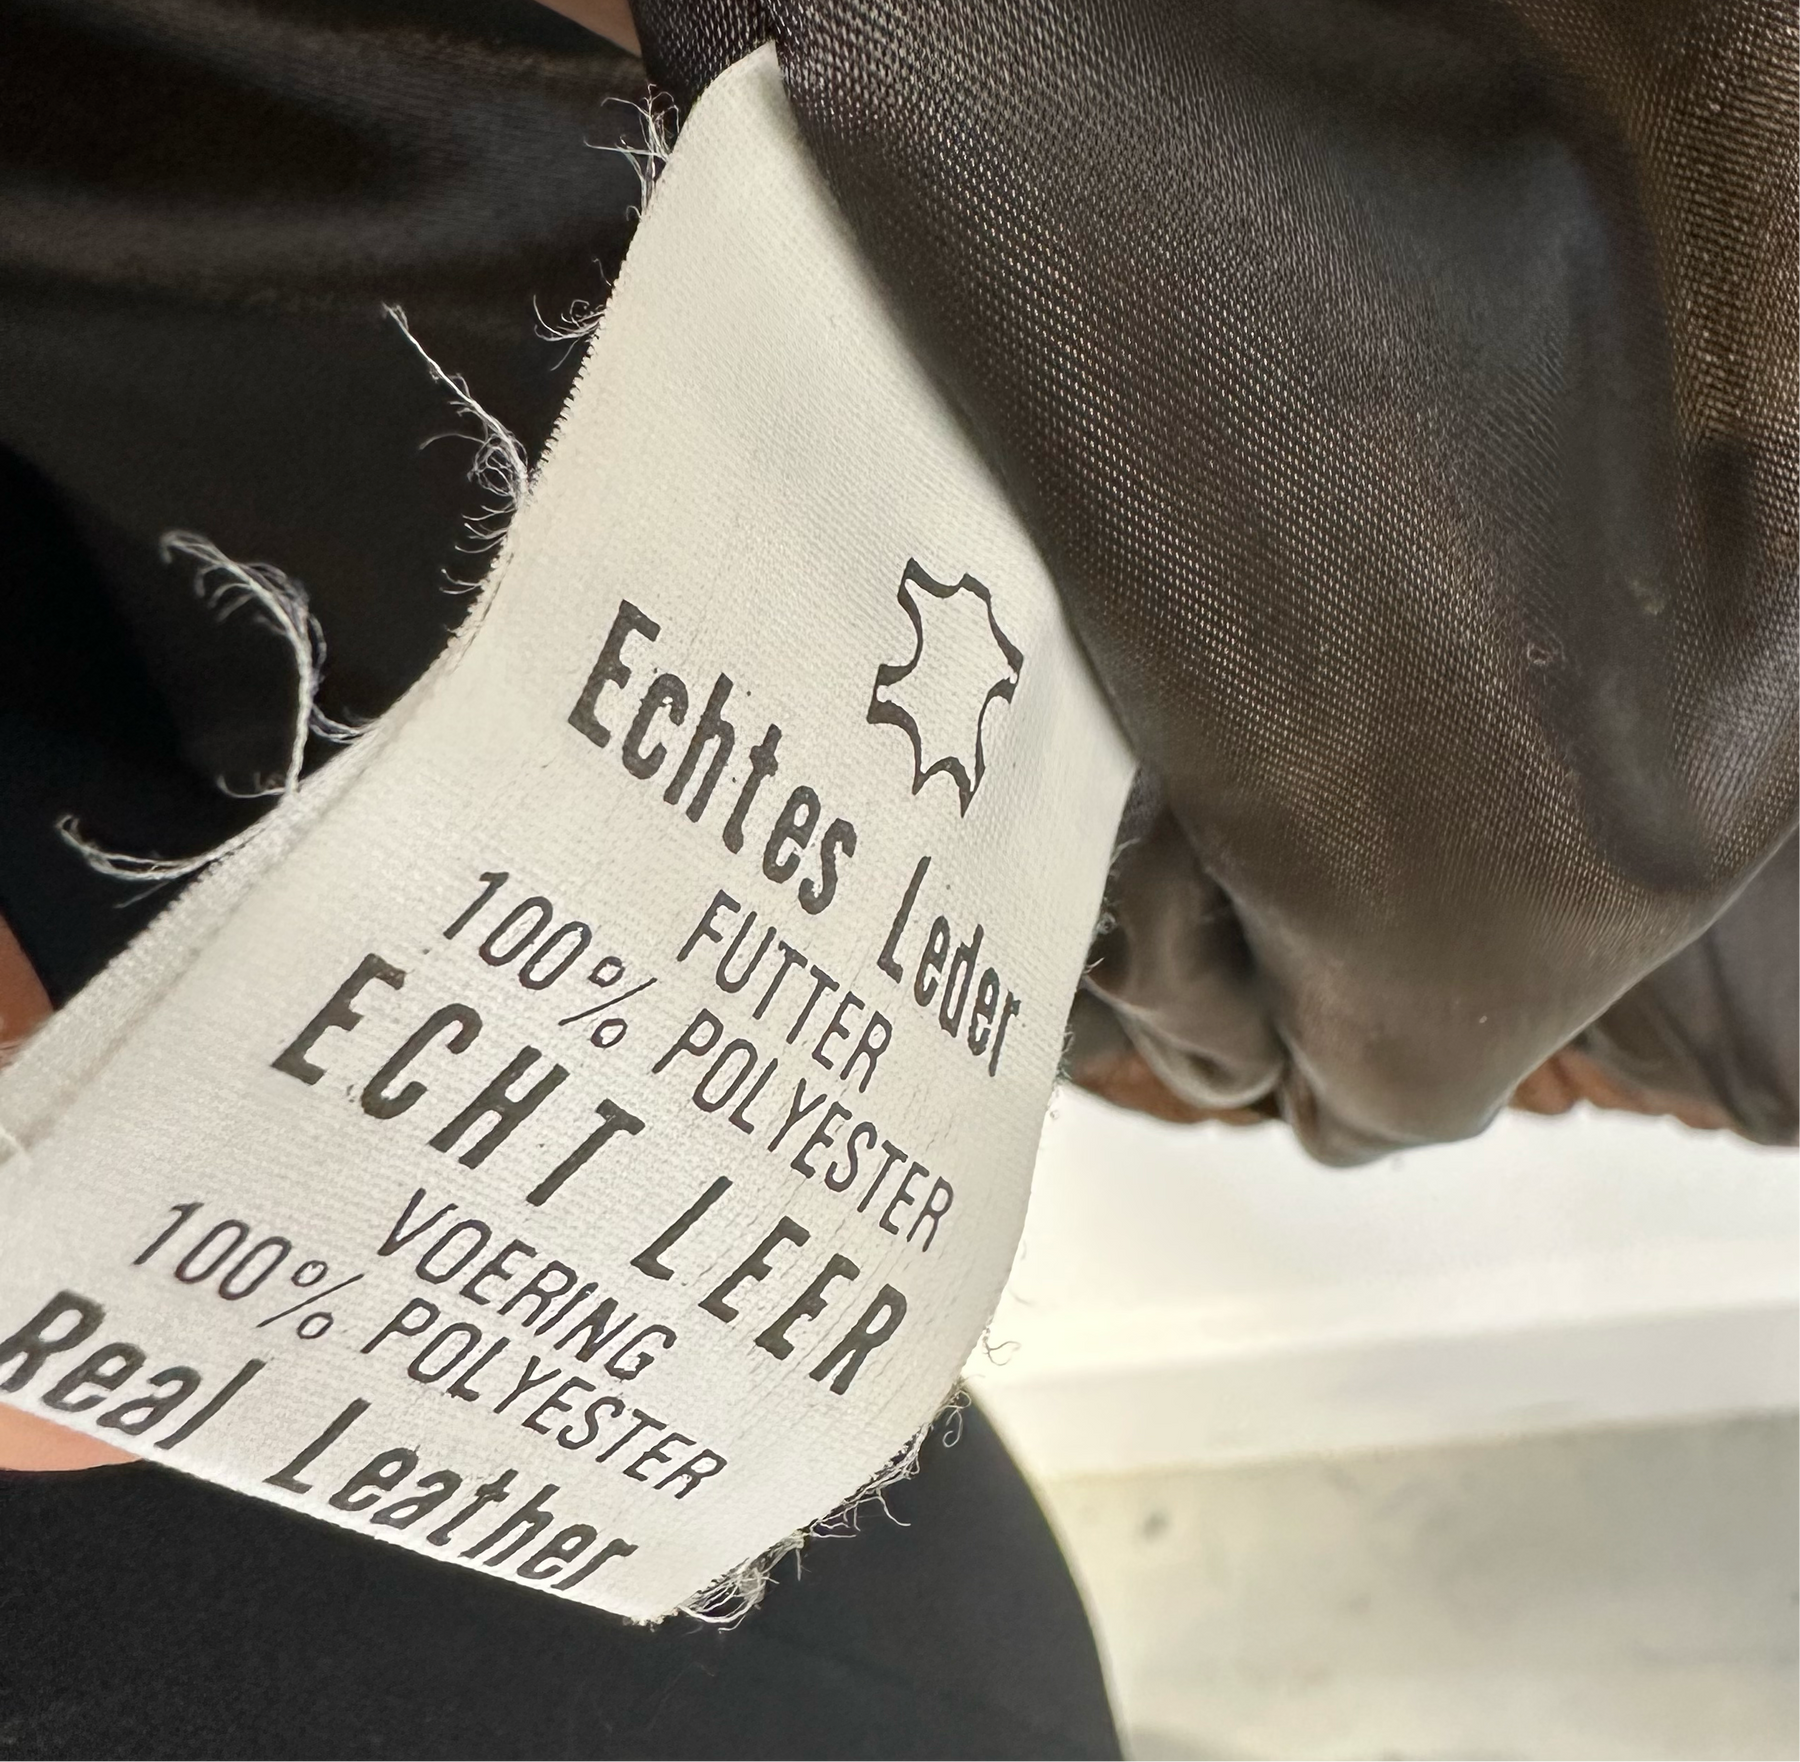 Echtes Leder
FUTTER
100% POLYESTER
ECHT LEER
VOERING
100% POLYESTER
Real Leather